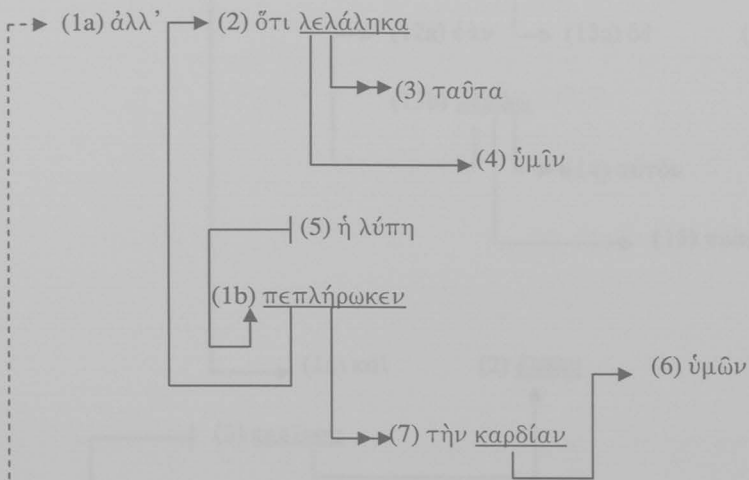 (1a) ἀλλ’ (2) ὅτι λελάληκα
(3) ταῦτα
(4) ὑμῖν
(5) ἡ λύπη
(1b) πεπλήρωκεν
(6) ὑμῶν
(7) τὴν καρδίαν